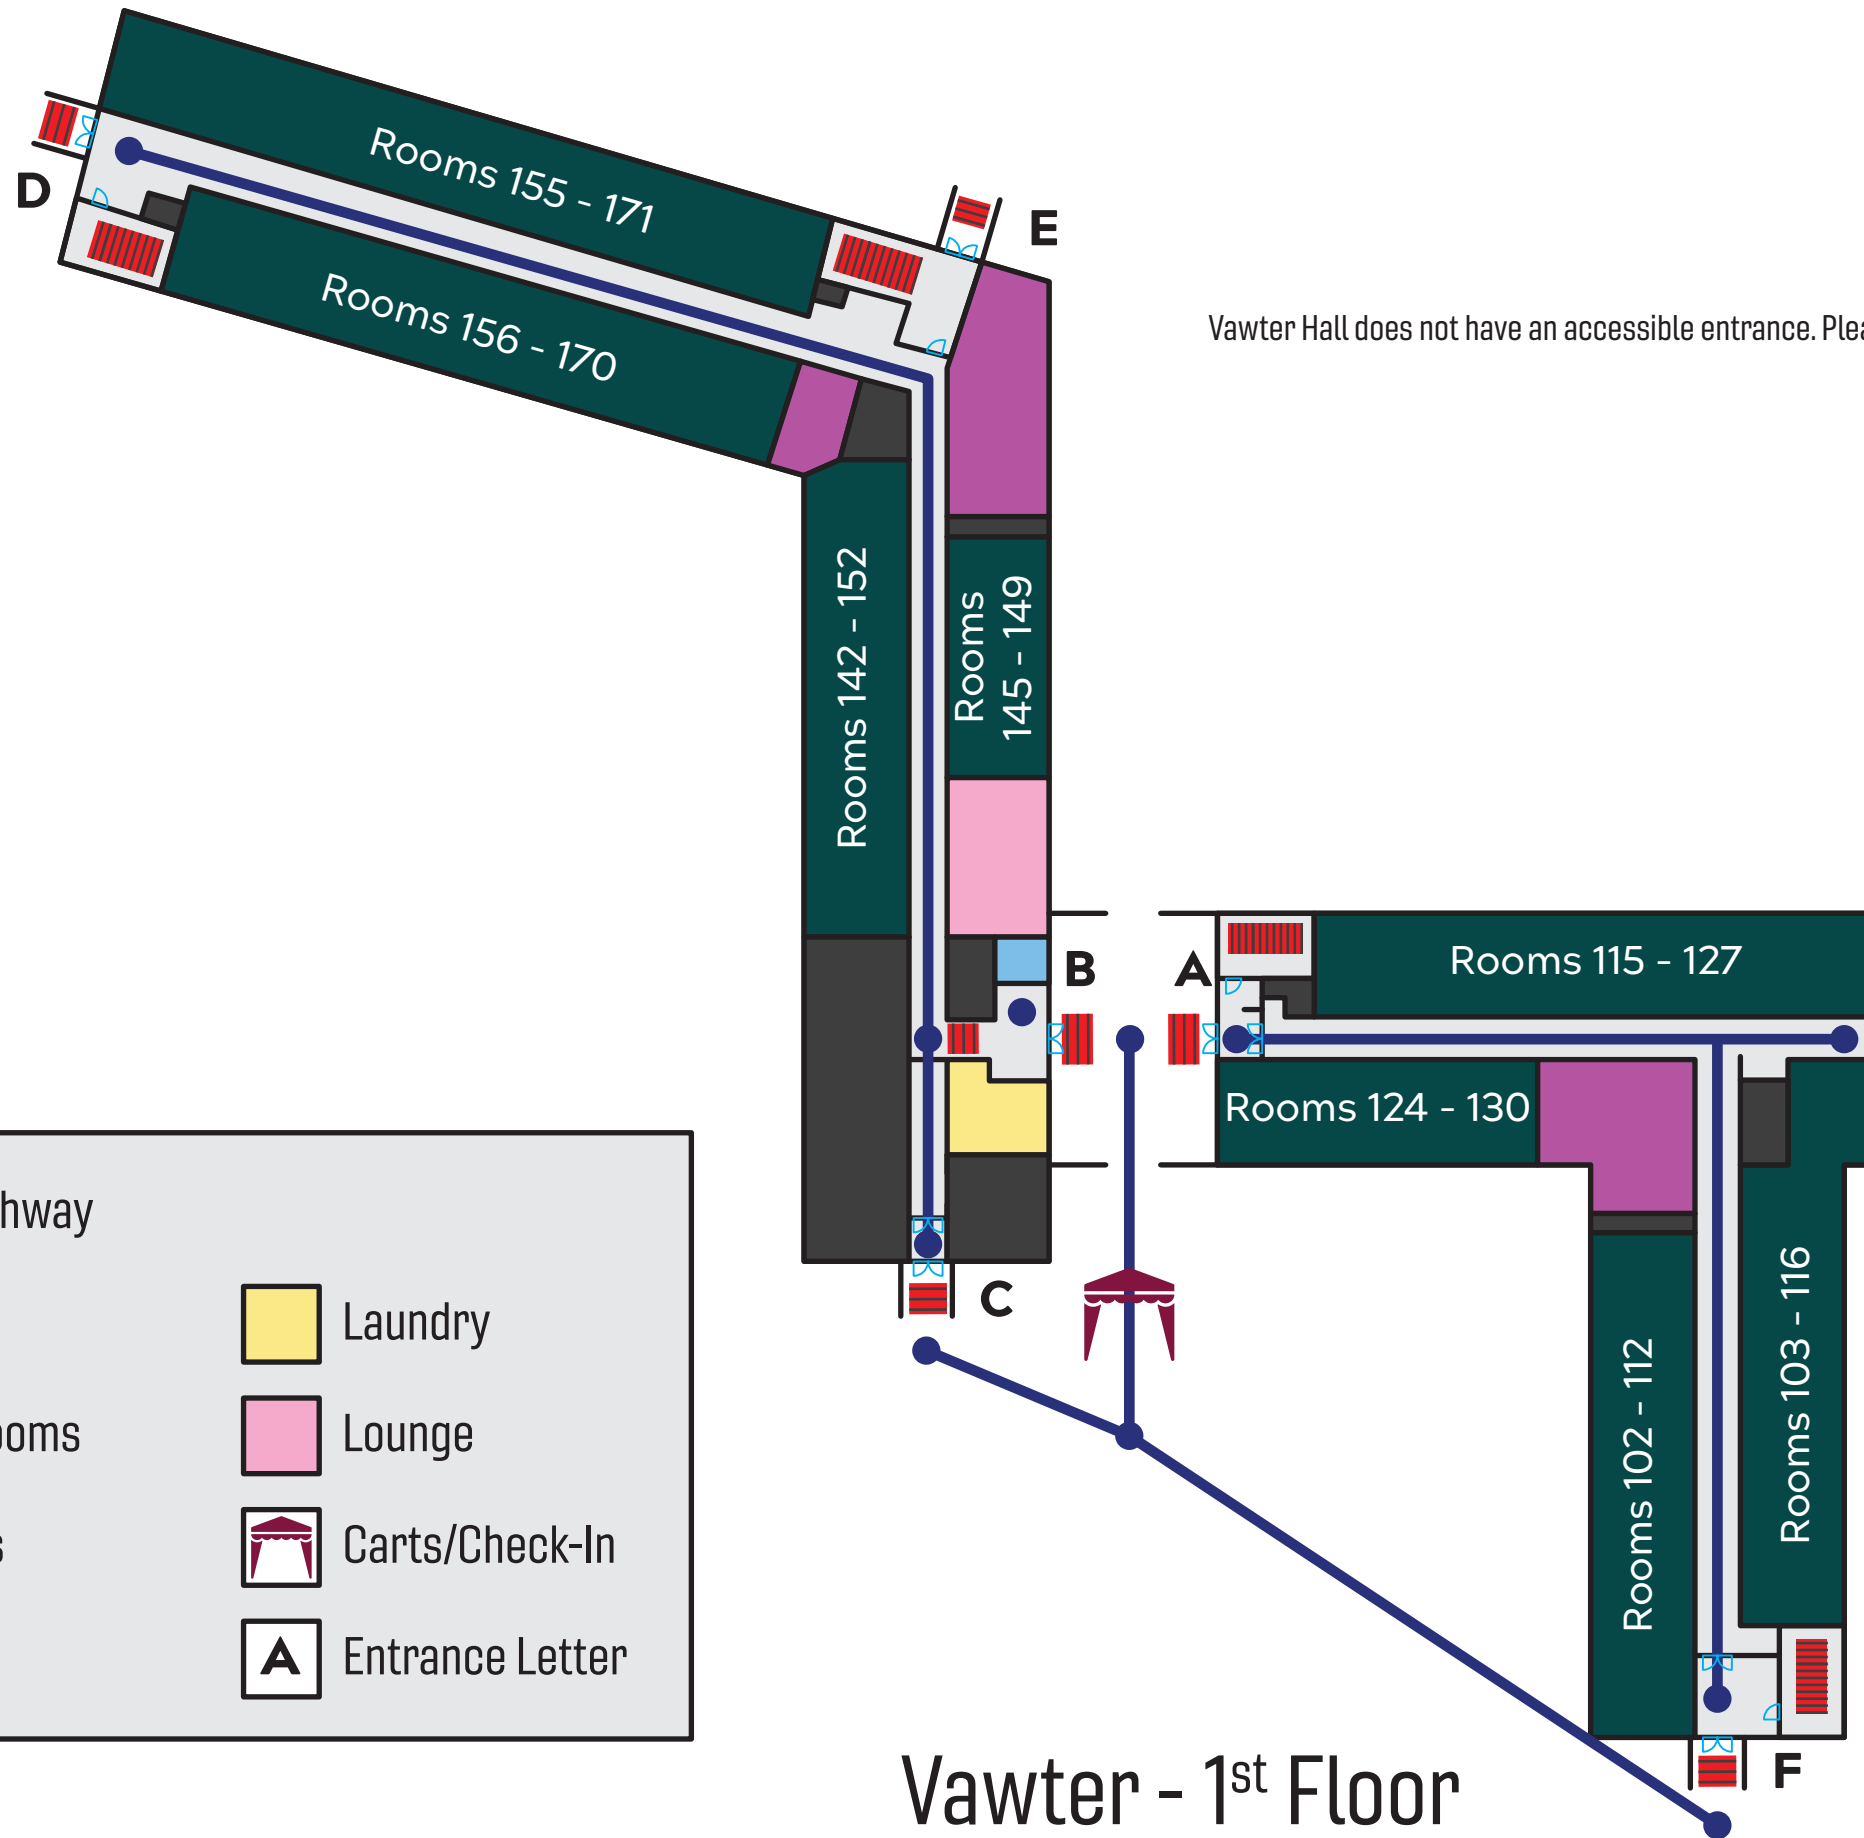 D
Rooms 155 - 171
E
Rooms 156 - 170
Vawter Hall does not have an accessible entrance. Plea
Rooms 142 - 152
Rooms
145 - 149
B
A
Rooms 115 - 127
Rooms 124 - 130
C
Rooms 102 - 112
Rooms 103 - 116
F
hway
Laundry
ooms
Lounge
s
Carts/Check-In
A
Entrance Letter
Vawter - 1st Floor